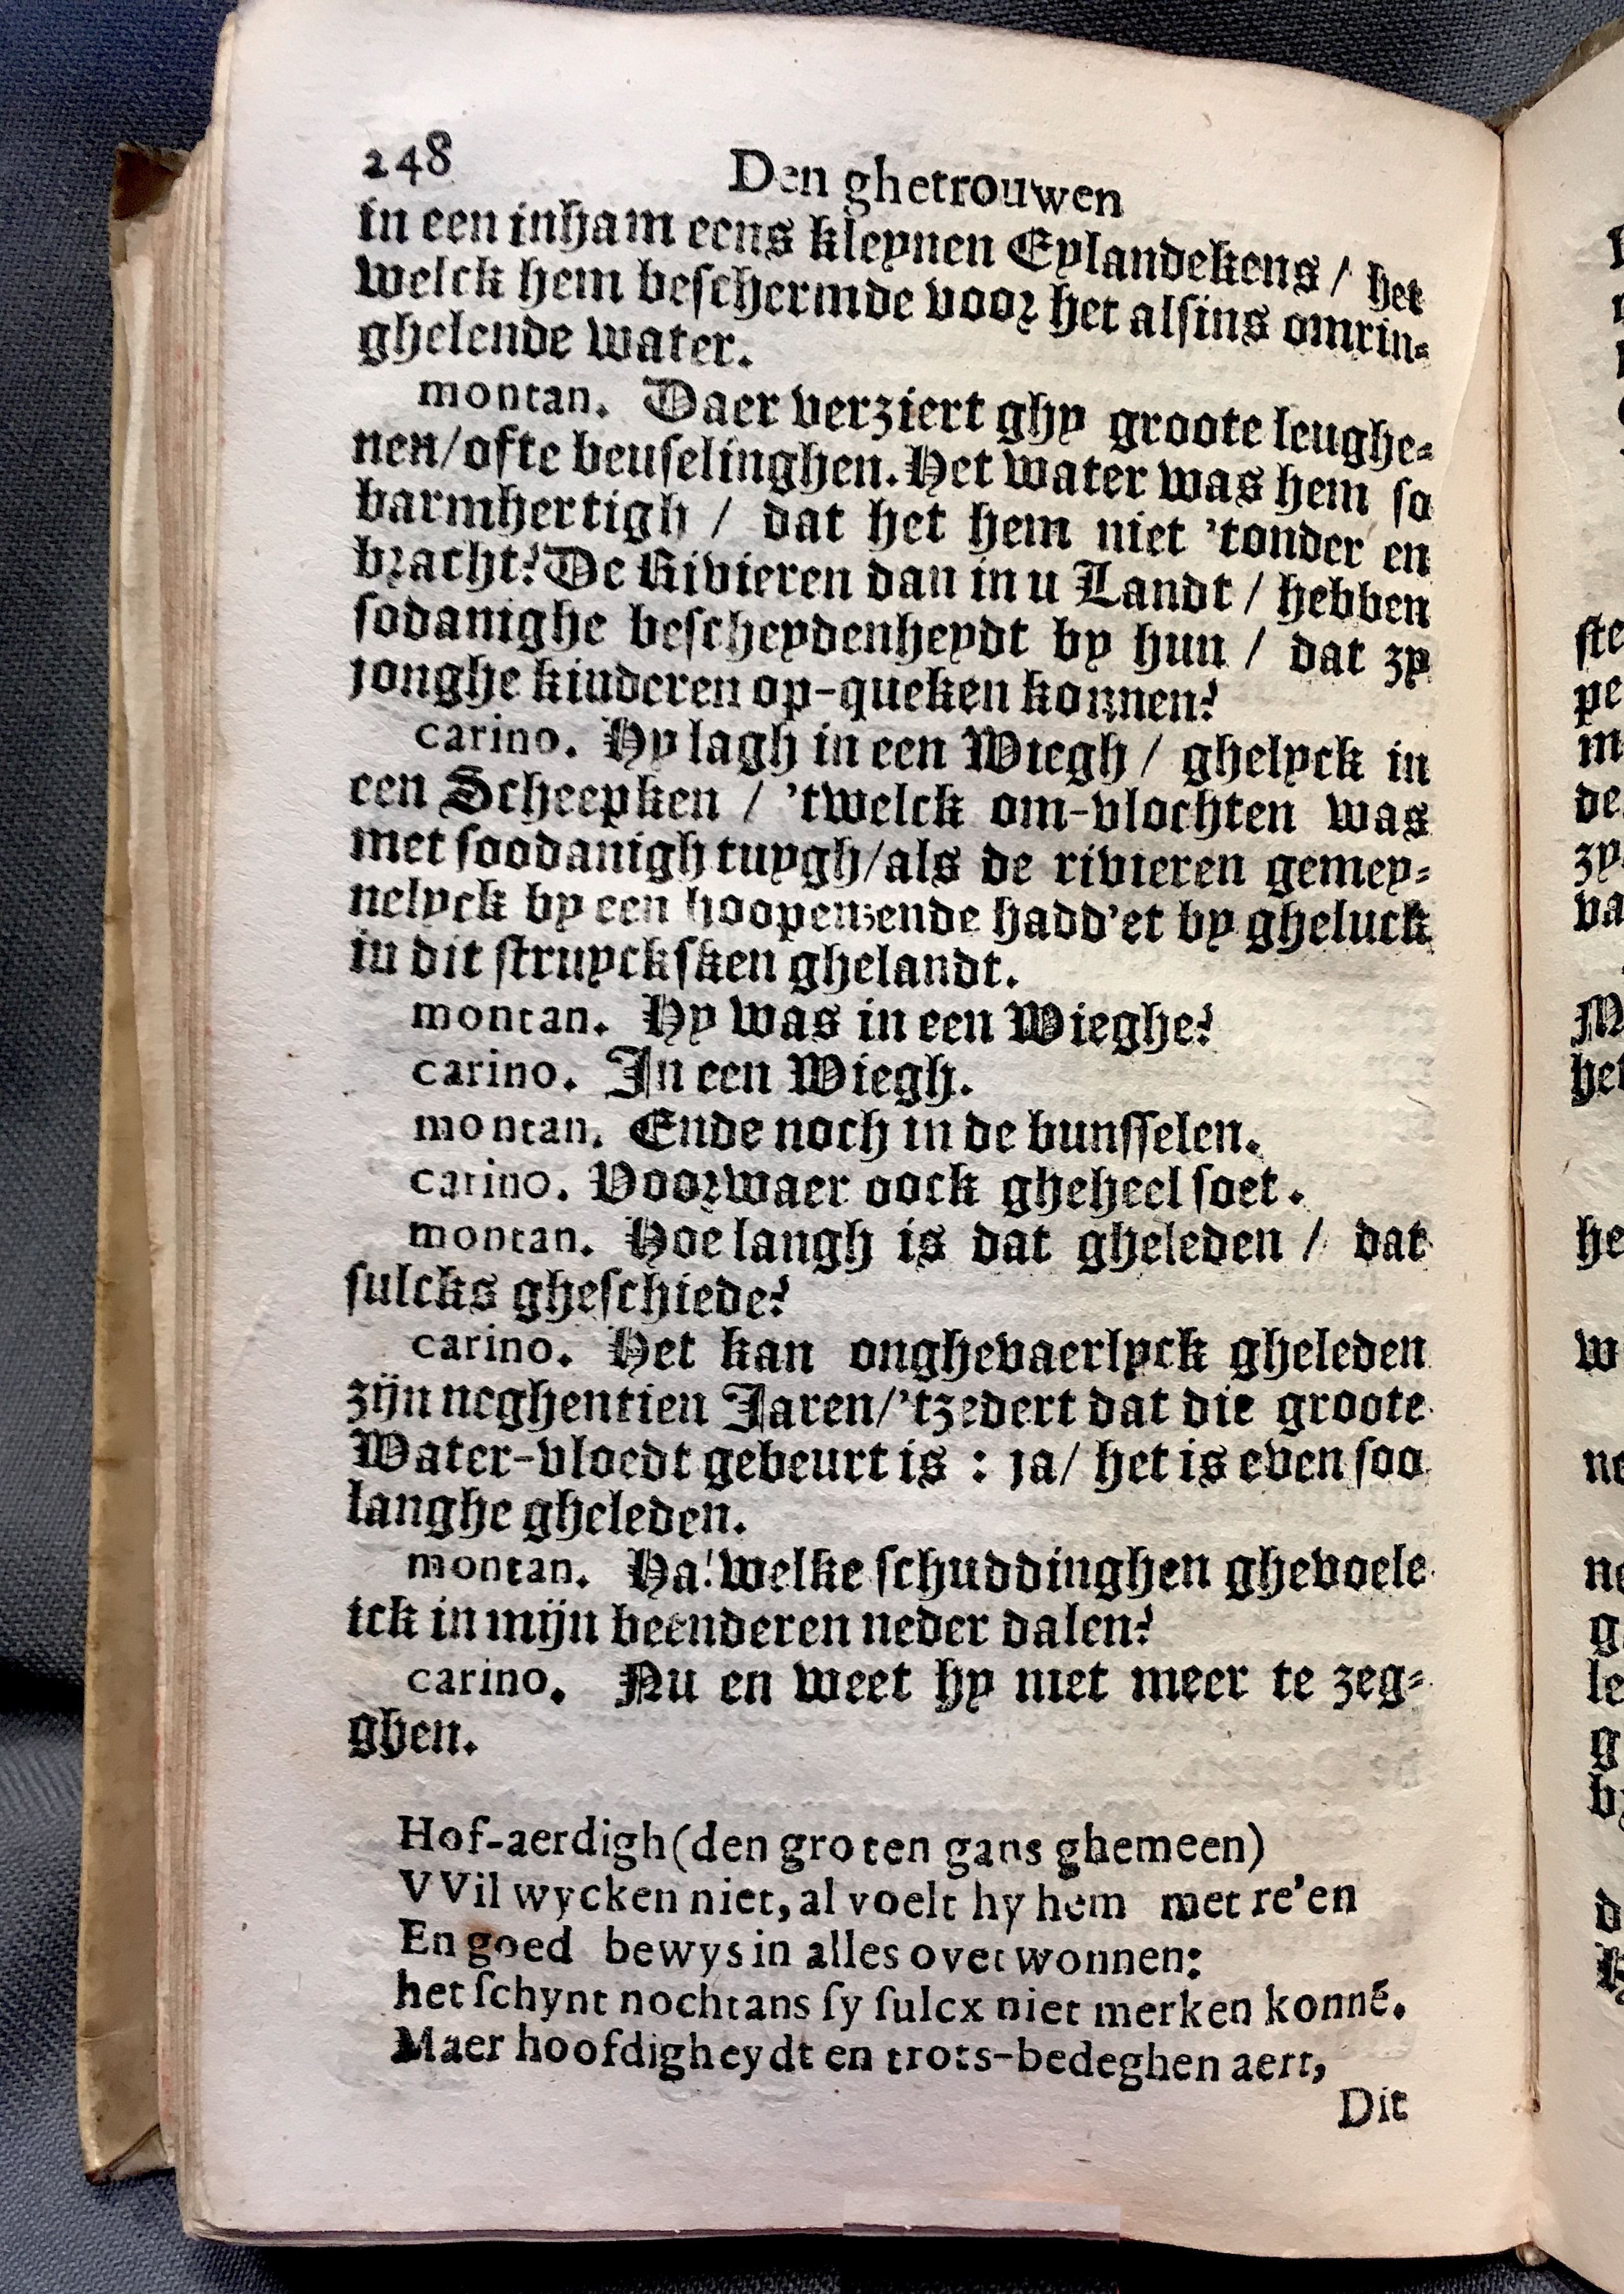 248 Den ghetrouwen
in een inham eens kleynen Eylandekens / het
welck hem beschermde voor het alsins omrin-
ghelende water.
montan. Daer verziert ghy groote leughe-
nen/ofte beuselinghen. Het water was hem so
barmhertigh / dat het hem niet 'tonder en
bracht? De Rivieren dan in u Landt / hebben
sodanighe bescheydenheydt by hun / dat zy
jonghe kinderen op-queken konnen?
carino. Hy lagh in een Wiegh / ghelyck in
een Scheepken / 'twelck om-vlochten was
met soodanigh tuygh/als de rivieren gemey-
nelyck by een hoopen: ende hadd'et by gheluck
in dit struycksken ghelandt.
montan. Hy was in een Wieghe?
carino. In een Wiegh.
montan. Ende noch in de bunsselen.
carino. Voorwaer oock gheheel soet.
montan. Hoe langh is dat gheleden / dat
sulcks gheschiede?
carino. Het kan onghevaerlyck gheleden
zijn neghentien Jaren/'tzedert dat die groote
Water-vloedt gebeurt is : ja/ het is even soo
langhe gheleden.
montan. Ha! welke schuddinghen ghevoele
ick in mijn beenderen neder dalen?
carino. Nu en weet hy niet meer te zeg-
ghen.
Hof-aerdigh (den groten gans ghemeen)
VVil wycken niet, al voelt hy hem met re'en
En goed bewys in alles overwonnen:
het schynt nochtans sy sulcx niet merken konnē.
Maer hoofdigheydt en trots-bedeghen aert,
Dit